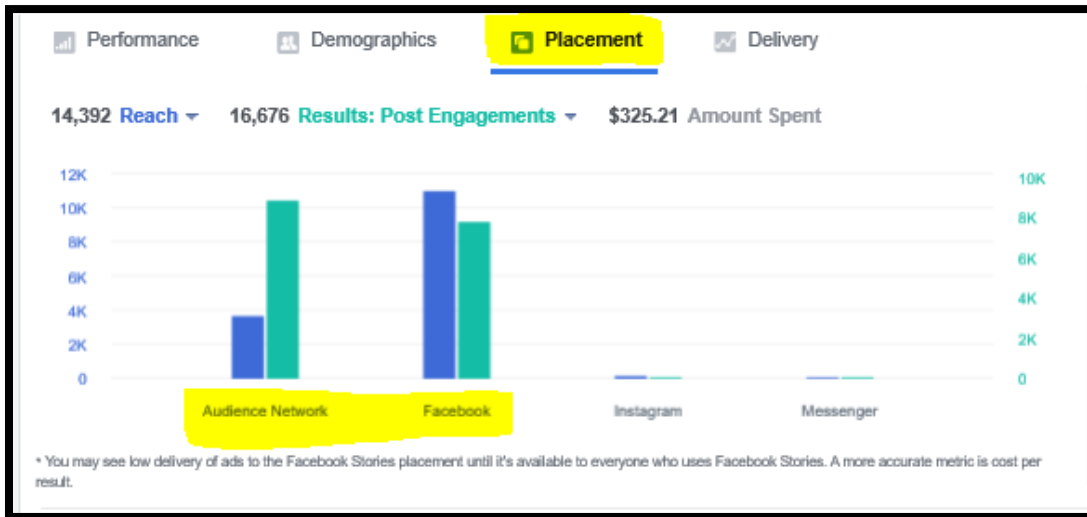 Performance Demographics Placement Delivery
14,392 Reach 16,676 Results: Post Engagements $325.21 Amount Spent
12K 10K
10K 8K
8K 6K
6K 4K
4K 2K
2K 0
0
Audience Network Facebook Instagram Messenger
* You may see low delivery of ads to the Facebook Stories placement until it's available to everyone who uses Facebook Stories. A more accurate metric is cost per
result.